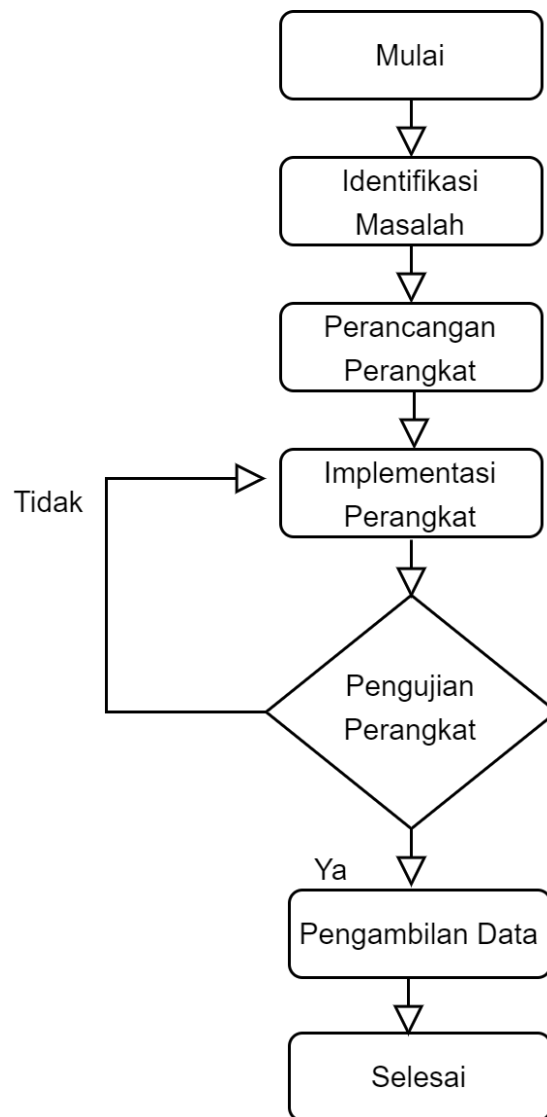 Mulai
Identifikasi
Masalah
Perancangan
Perangkat
Implementasi
Perangkat
Tidak
Pengujian
Perangkat
Ya
Pengambilan Data
Selesai